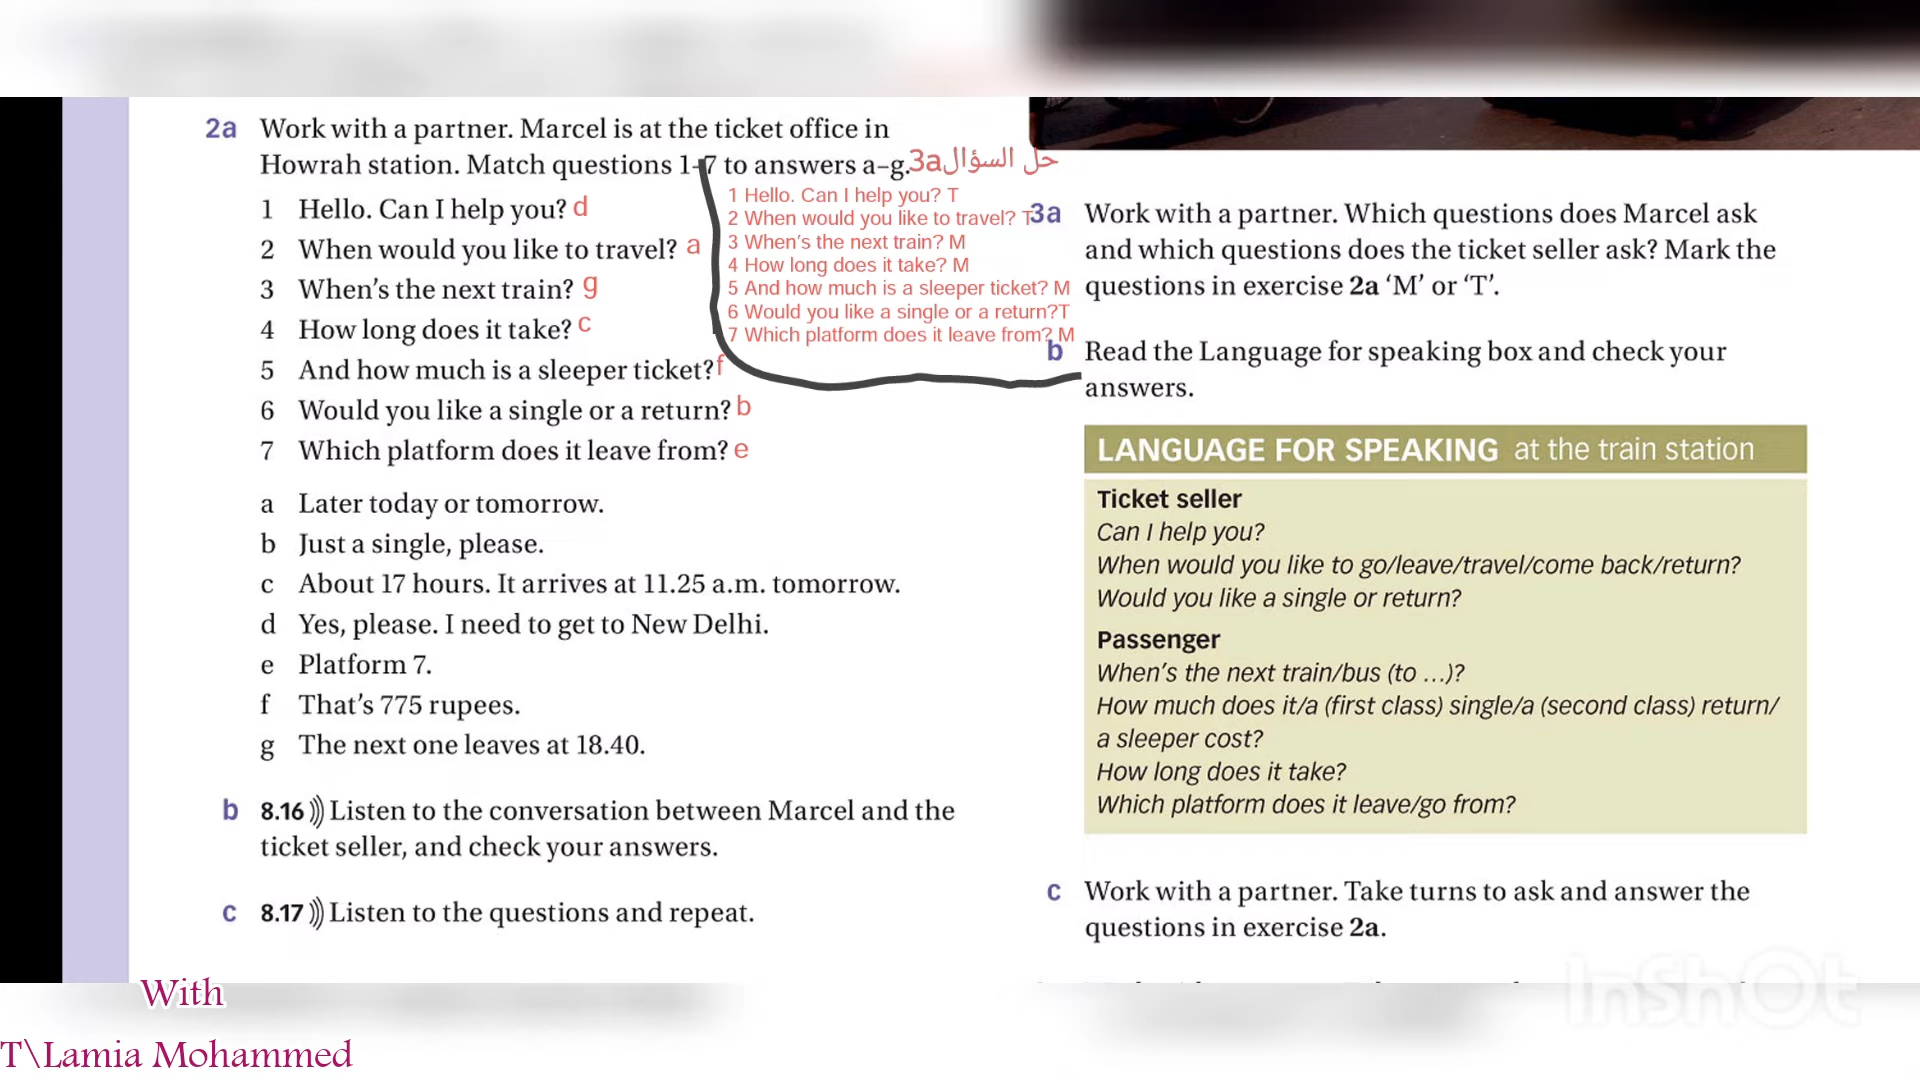 2a Work with a partner. Marcel is at the ticket office in
Howrah station. Match questions 1–7 to answers a–g.
1 Hello. Can I help you? d
2 When would you like to travel? a
3 When's the next train? g
4 How long does it take? c
5 And how much is a sleeper ticket? f
6 Would you like a single or a return? b
7 Which platform does it leave from? e
a Later today or tomorrow.
b Just a single, please.
c About 17 hours. It arrives at 11.25 a.m. tomorrow.
d Yes, please. I need to get to New Delhi.
e Platform 7.
f That's 775 rupees.
g The next one leaves at 18.40.
b 8.16 Listen to the conversation between Marcel and the
ticket seller, and check your answers.
c 8.17 Listen to the questions and repeat.
حل السؤال 3a
1 Hello. Can I help you? T
2 When would you like to travel? T
3 When's the next train? M
4 How long does it take? M
5 And how much is a sleeper ticket? M
6 Would you like a single or a return?T
7 Which platform does it leave from? M
3a Work with a partner. Which questions does Marcel ask
and which questions does the ticket seller ask? Mark the
questions in exercise 2a ‘M’ or ‘T’.
b Read the Language for speaking box and check your
answers.
LANGUAGE FOR SPEAKING at the train station
Ticket seller
Can I help you?
When would you like to go/leave/travel/come back/return?
Would you like a single or return?
Passenger
When's the next train/bus (to …)?
How much does it/a (first class) single/a (second class) return/
a sleeper cost?
How long does it take?
Which platform does it leave/go from?
c Work with a partner. Take turns to ask and answer the
questions in exercise 2a.
With
T\Lamia Mohammed
InShOt